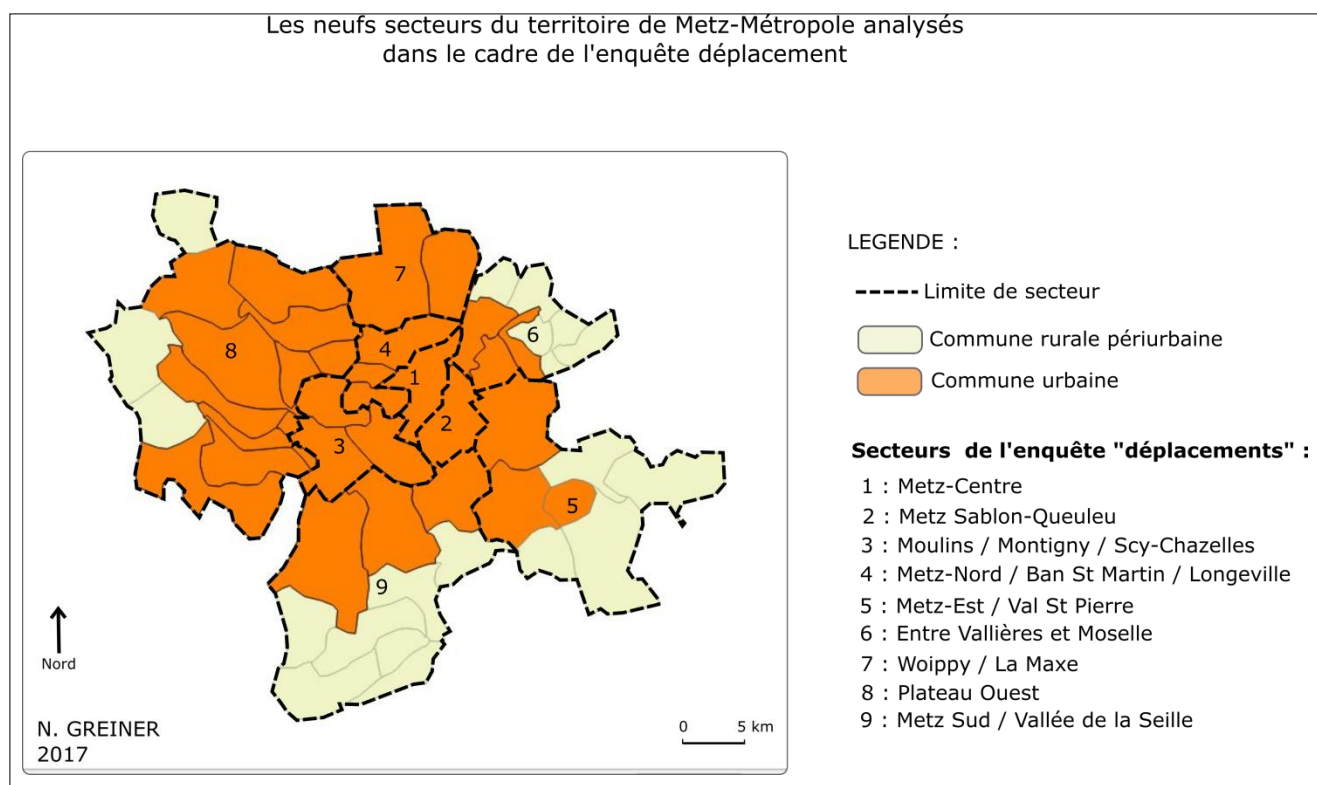 Les neufs secteurs du territoire de Metz-Métropole analysés
dans le cadre de l'enquête déplacement
7
6
8
4
1
2
3
5
9
Nord
N. GREINER
2017
0 5 km
LEGENDE :
Limite de secteur
Commune rurale périurbaine
Commune urbaine
Secteurs de l'enquête "déplacements" :
1 : Metz-Centre
2 : Metz Sablon-Queuleu
3 : Moulins / Montigny / Scy-Chazelles
4 : Metz-Nord / Ban St Martin / Longeville
5 : Metz-Est / Val St Pierre
6 : Entre Vallières et Moselle
7 : Woippy / La Maxe
8 : Plateau Ouest
9 : Metz Sud / Vallée de la Seille